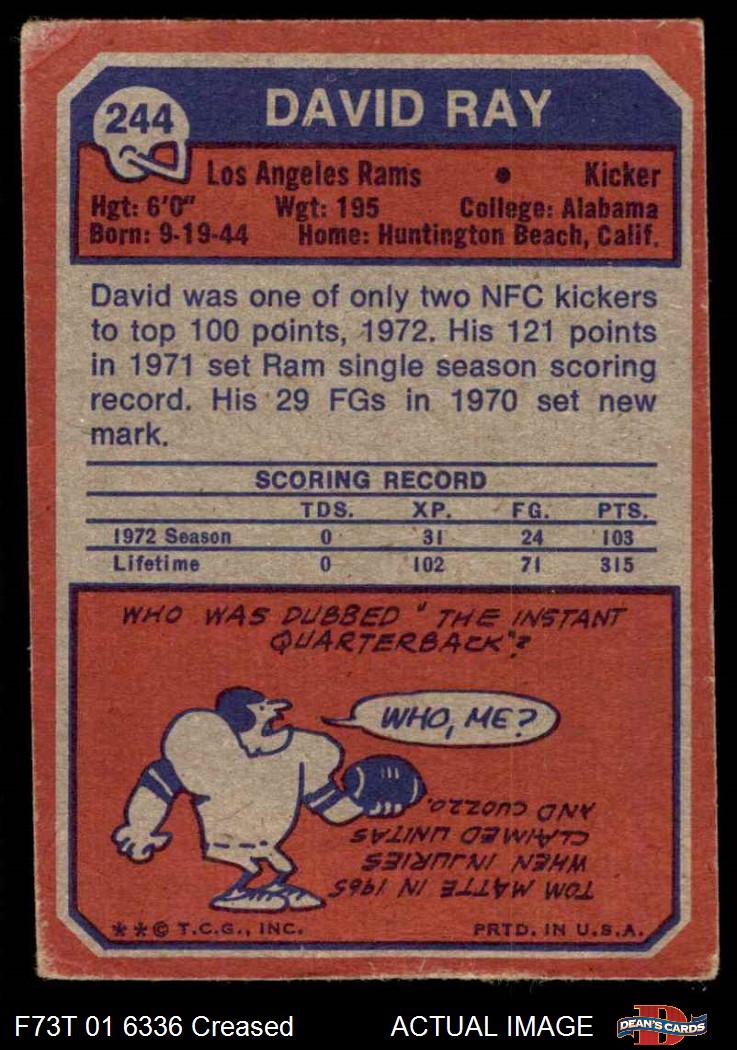 244
DAVID RAY
Los Angeles Rams • Kicker
Hgt: 6'0" Wgt: 195 College: Alabama
Born: 9-19-44 Home: Huntington Beach, Calif.
David was one of only two NFC kickers
to top 100 points, 1972. His 121 points
in 1971 set Ram single season scoring
record. His 29 FGs in 1970 set new
mark.
SCORING RECORD
TDS. XP. FG. PTS.
1972 Season 0 31 24 103
Lifetime 0 102 71 315
WHO WAS DUBBED "THE INSTANT
QUARTERBACK"?
WHO, ME?
TOM MATTE IN 1965
WHEN INJURIES
CLAIMED UNITAS
AND CUOZZO.
**© T.C.G., INC. PRTD. IN U.S.A.
F73T 01 6336 Creased ACTUAL IMAGE
D
DEAN'S CARDS